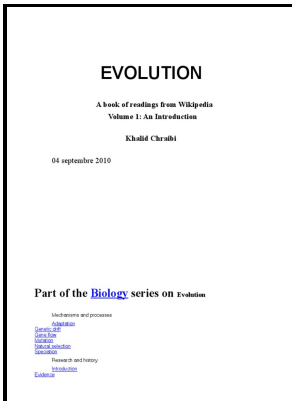 EVOLUTION
A book of readings from Wikipedia
Volume 1: An Introduction
Khalid Chraibi
04 septembre 2010
Part of the Biology series on Evolution
Mechanisms and processes
Adaptation
Genetic drift
Gene flow
Mutation
Natural selection
Speciation
Research and history
Introduction
Evidence